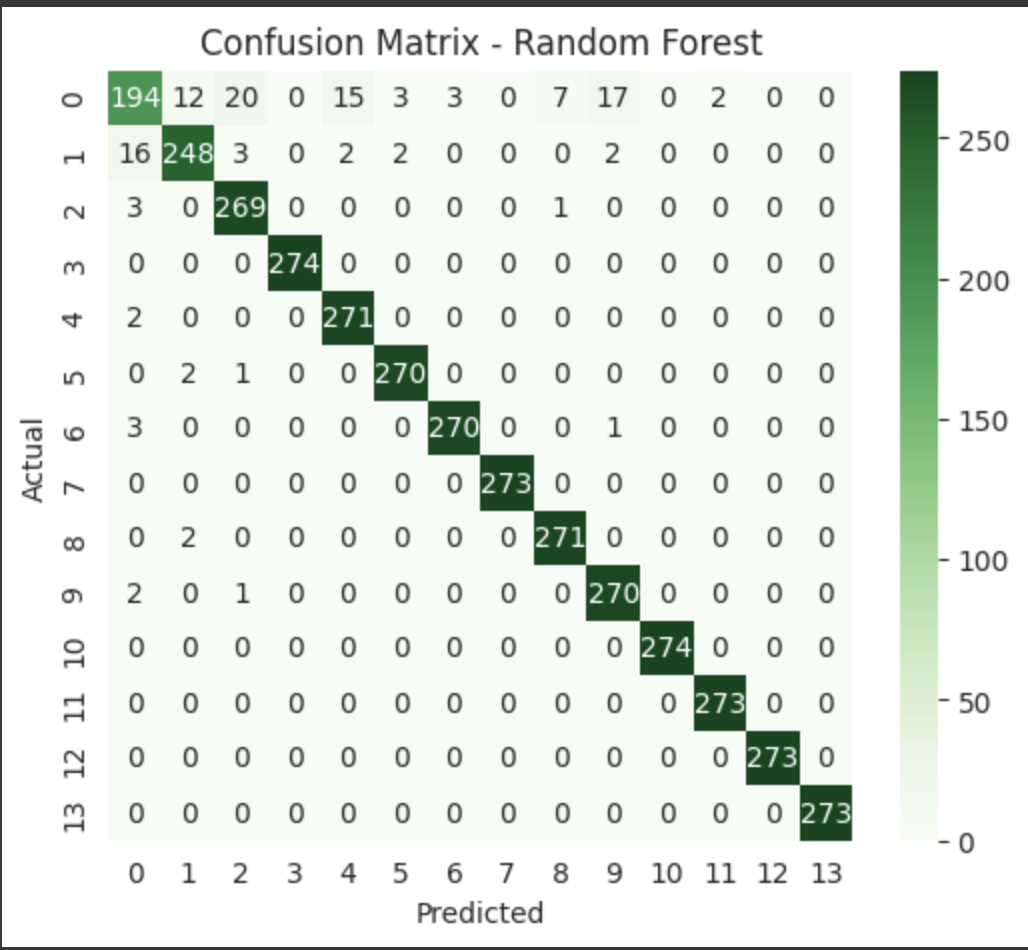 Confusion Matrix - Random Forest
0 194 12 20 0 15 3 3 0 7 17 0 2 0 0
1 16 248 3 0 2 2 0 0 0 2 0 0 0 0
2 3 0 269 0 0 0 0 0 1 0 0 0 0 0
3 0 0 0 274 0 0 0 0 0 0 0 0 0 0
4 2 0 0 0 271 0 0 0 0 0 0 0 0 0
5 0 2 1 0 0 270 0 0 0 0 0 0 0 0
6 3 0 0 0 0 0 270 0 0 1 0 0 0 0
7 0 0 0 0 0 0 0 273 0 0 0 0 0 0
8 0 2 0 0 0 0 0 0 271 0 0 0 0 0
9 2 0 1 0 0 0 0 0 0 270 0 0 0 0
10 0 0 0 0 0 0 0 0 0 0 274 0 0 0
11 0 0 0 0 0 0 0 0 0 0 0 273 0 0
12 0 0 0 0 0 0 0 0 0 0 0 0 273 0
13 0 0 0 0 0 0 0 0 0 0 0 0 0 273
0 1 2 3 4 5 6 7 8 9 10 11 12 13
Predicted
Actual
250
200
150
100
50
0